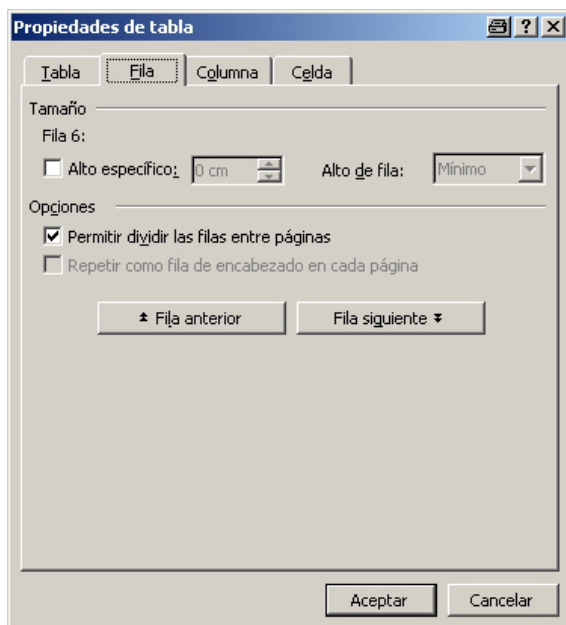 Propiedades de tabla
Tabla Fila Columna Celda
Tamaño
Fila 6:
Alto específico: 0 cm Alto de fila: Mínimo
Opciones
Permitir dividir las filas entre páginas
Repetir como fila de encabezado en cada página
Fila anterior Fila siguiente
Aceptar Cancelar